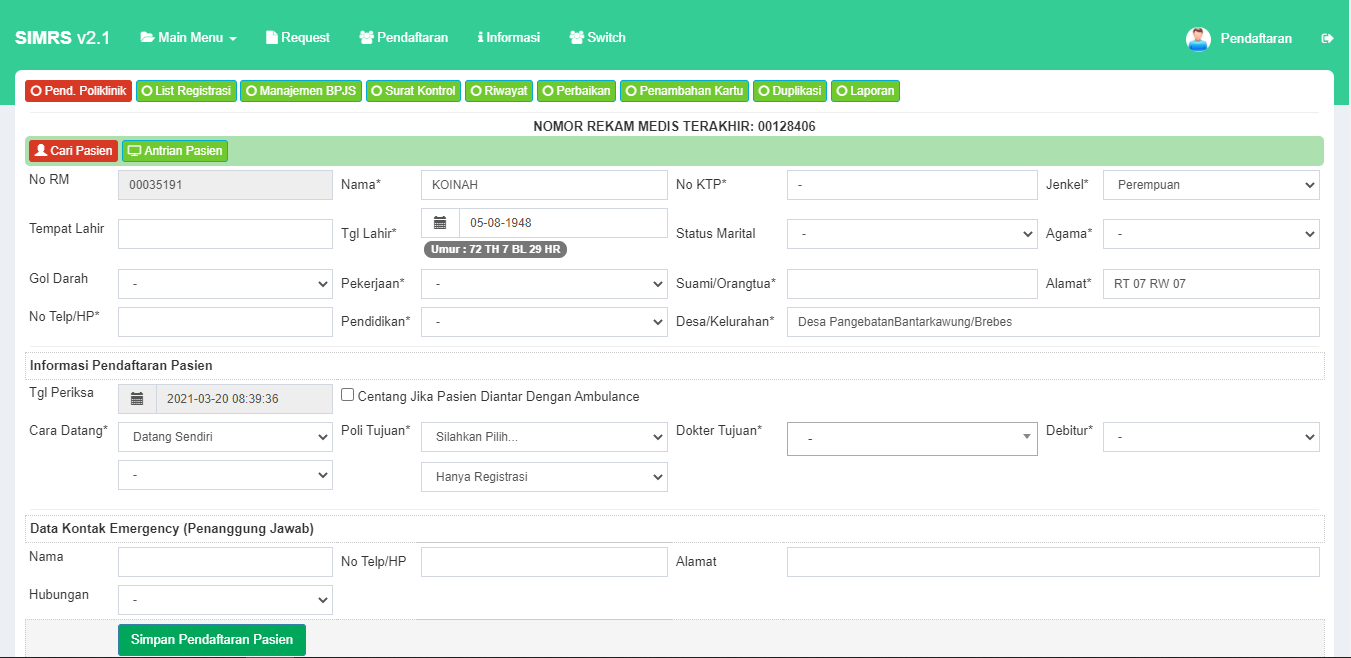 SIMRS v2.1 Main Menu Request Pendaftaran Informasi Switch Pendaftaran
Pend. Poliklinik List Registrasi Manajemen BPJS Surat Kontrol Riwayat Perbaikan Penambahan Kartu Duplikasi Laporan
NOMOR REKAM MEDIS TERAKHIR: 00128406
Cari Pasien Antrian Pasien
No RM 00035191 Nama* KOINAH No KTP* - Jenkel* Perempuan
Tempat Lahir Tgl Lahir* 05-08-1948 Status Marital - Agama* -
Umur : 72 TH 7 BL 29 HR
Gol Darah - Pekerjaan* - Suami/Orangtua* Alamat* RT 07 RW 07
No Telp/HP* Pendidikan* - Desa/Kelurahan* Desa PangebatanBantarkawung/Brebes
Informasi Pendaftaran Pasien
Tgl Periksa 2021-03-20 08:39:36 Centang Jika Pasien Diantar Dengan Ambulance
Cara Datang* Datang Sendiri Poli Tujuan* Silahkan Pilih... Dokter Tujuan* - Debitur* -
- Hanya Registrasi
Data Kontak Emergency (Penanggung Jawab)
Nama No Telp/HP Alamat
Hubungan -
Simpan Pendaftaran Pasien